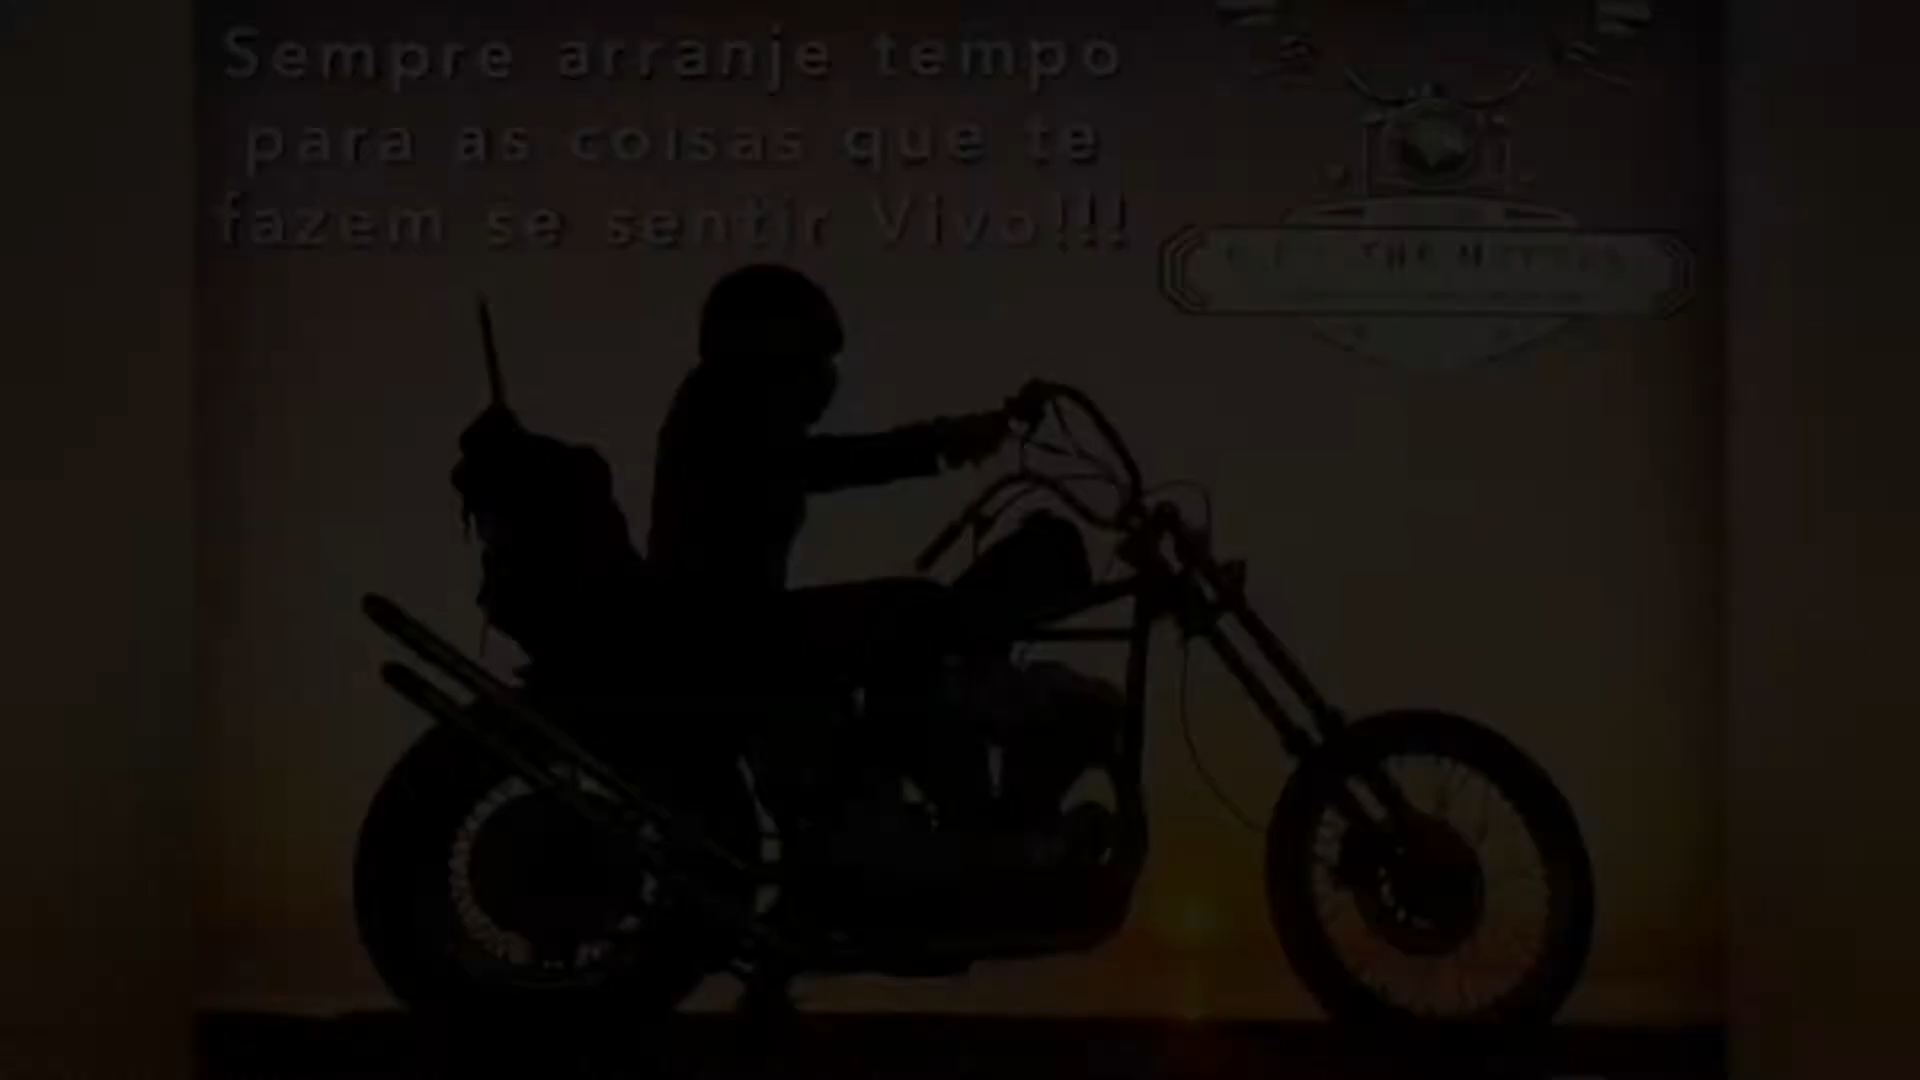 Sempre arranje tempo
para as coisas que te
fazem se sentir Vivo!!!